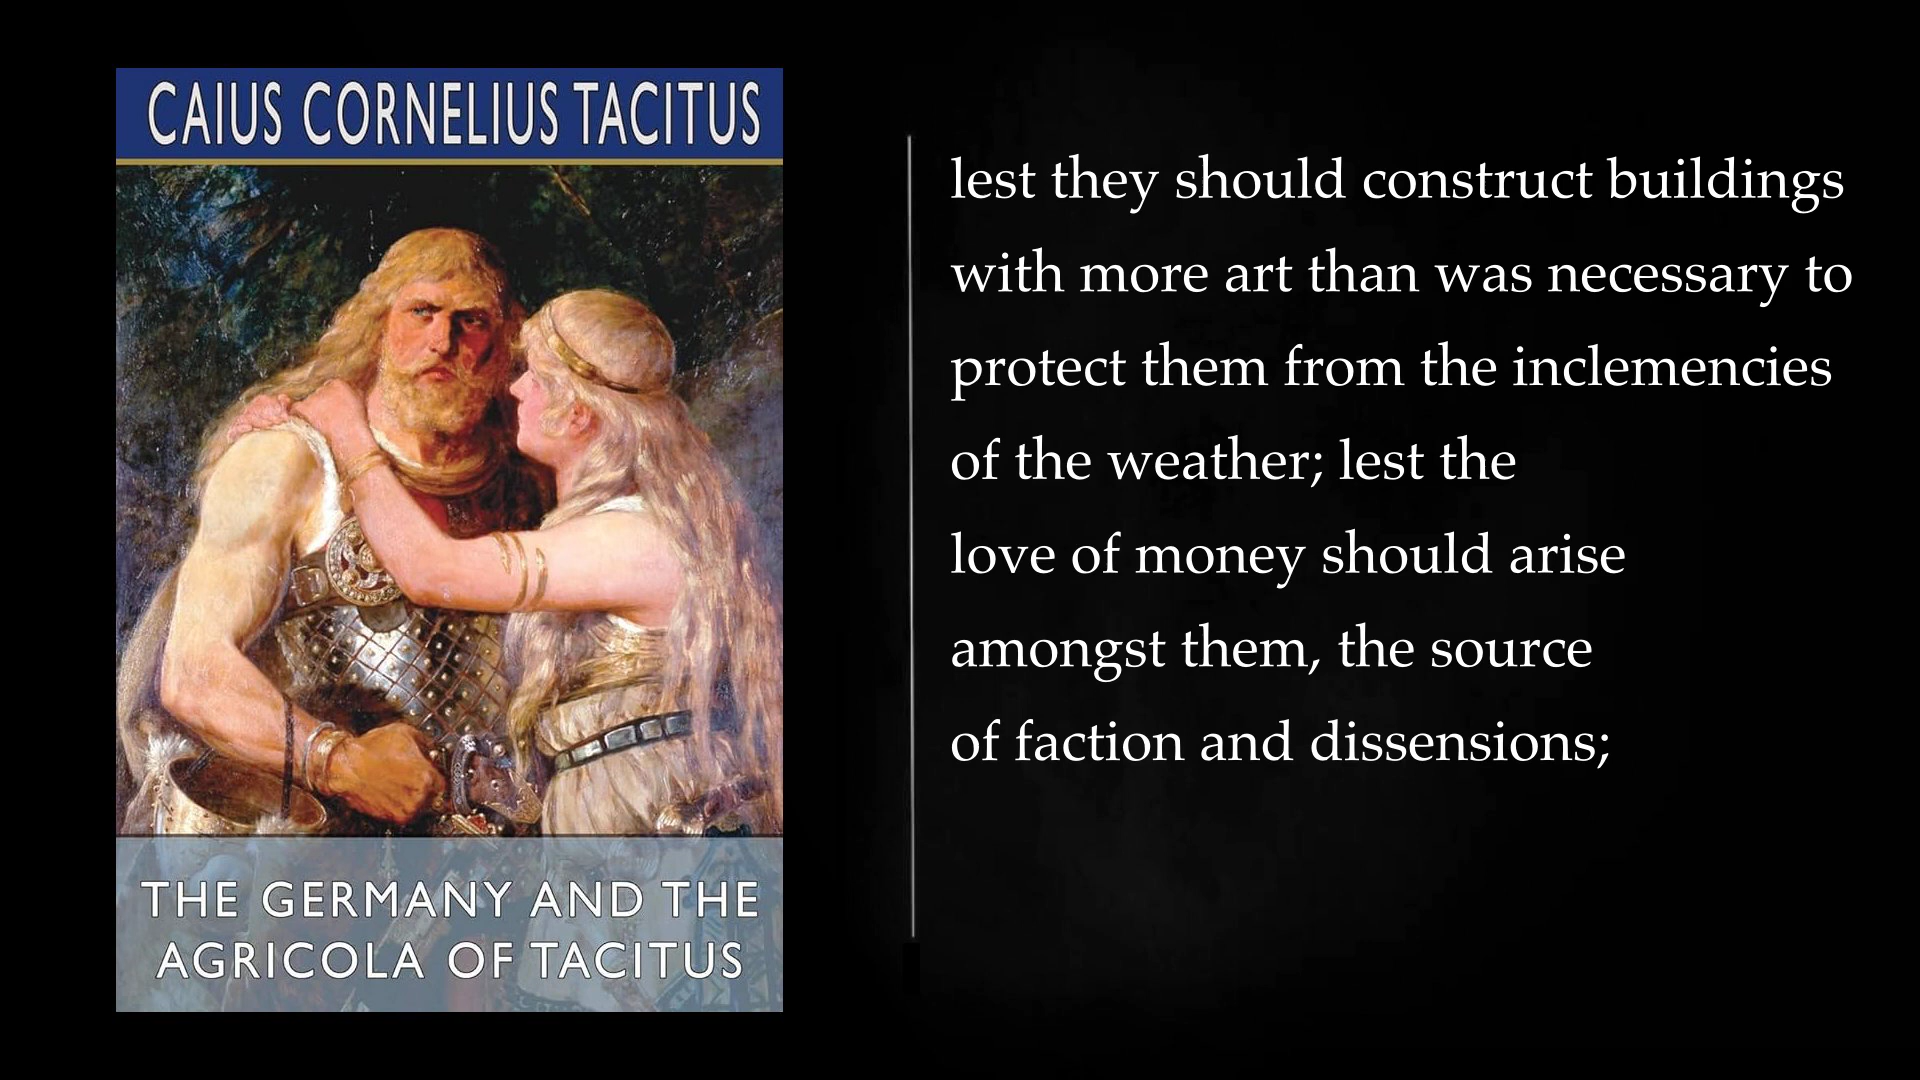 CAIUS CORNELIUS TACITUS
THE GERMANY AND THE
AGRICOLA OF TACITUS
lest they should construct buildings
with more art than was necessary to
protect them from the inclemencies
of the weather; lest the
love of money should arise
amongst them, the source
of faction and dissensions;